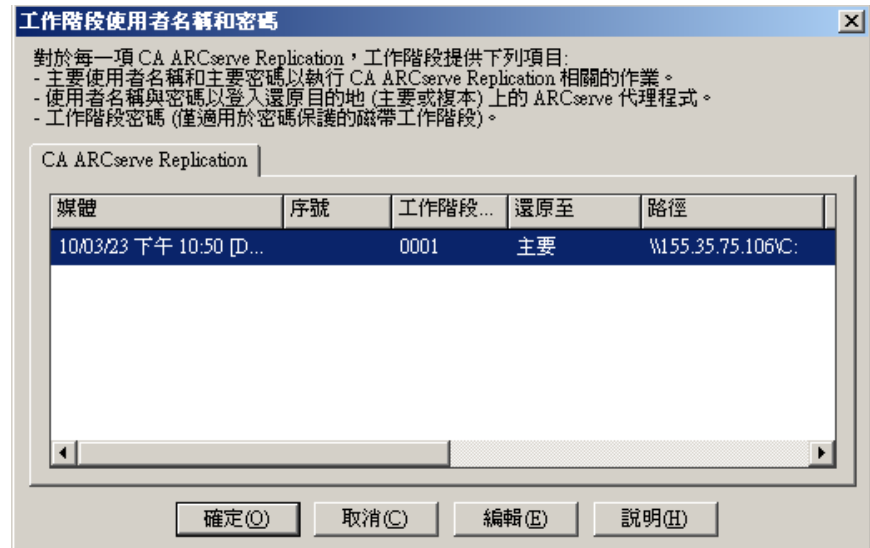 工作階段使用者名稱和密碼
對於每一項 CA ARCserve Replication，工作階段提供下列項目:
- 主要使用者名稱和主要密碼以執行 CA ARCserve Replication 相關的作業。
- 使用者名稱與密碼以登入還原目的地 (主要或複本) 上的 ARCserve 代理程式。
- 工作階段密碼 (僅適用於密碼保護的磁帶工作階段)。
CA ARCserve Replication
媒體 序號 工作階段... 還原至 路徑
10/03/23 下午 10:50 [D... 0001 主要 \\155.35.75.106\C:
確定(O) 取消(C) 編輯(E) 說明(H)